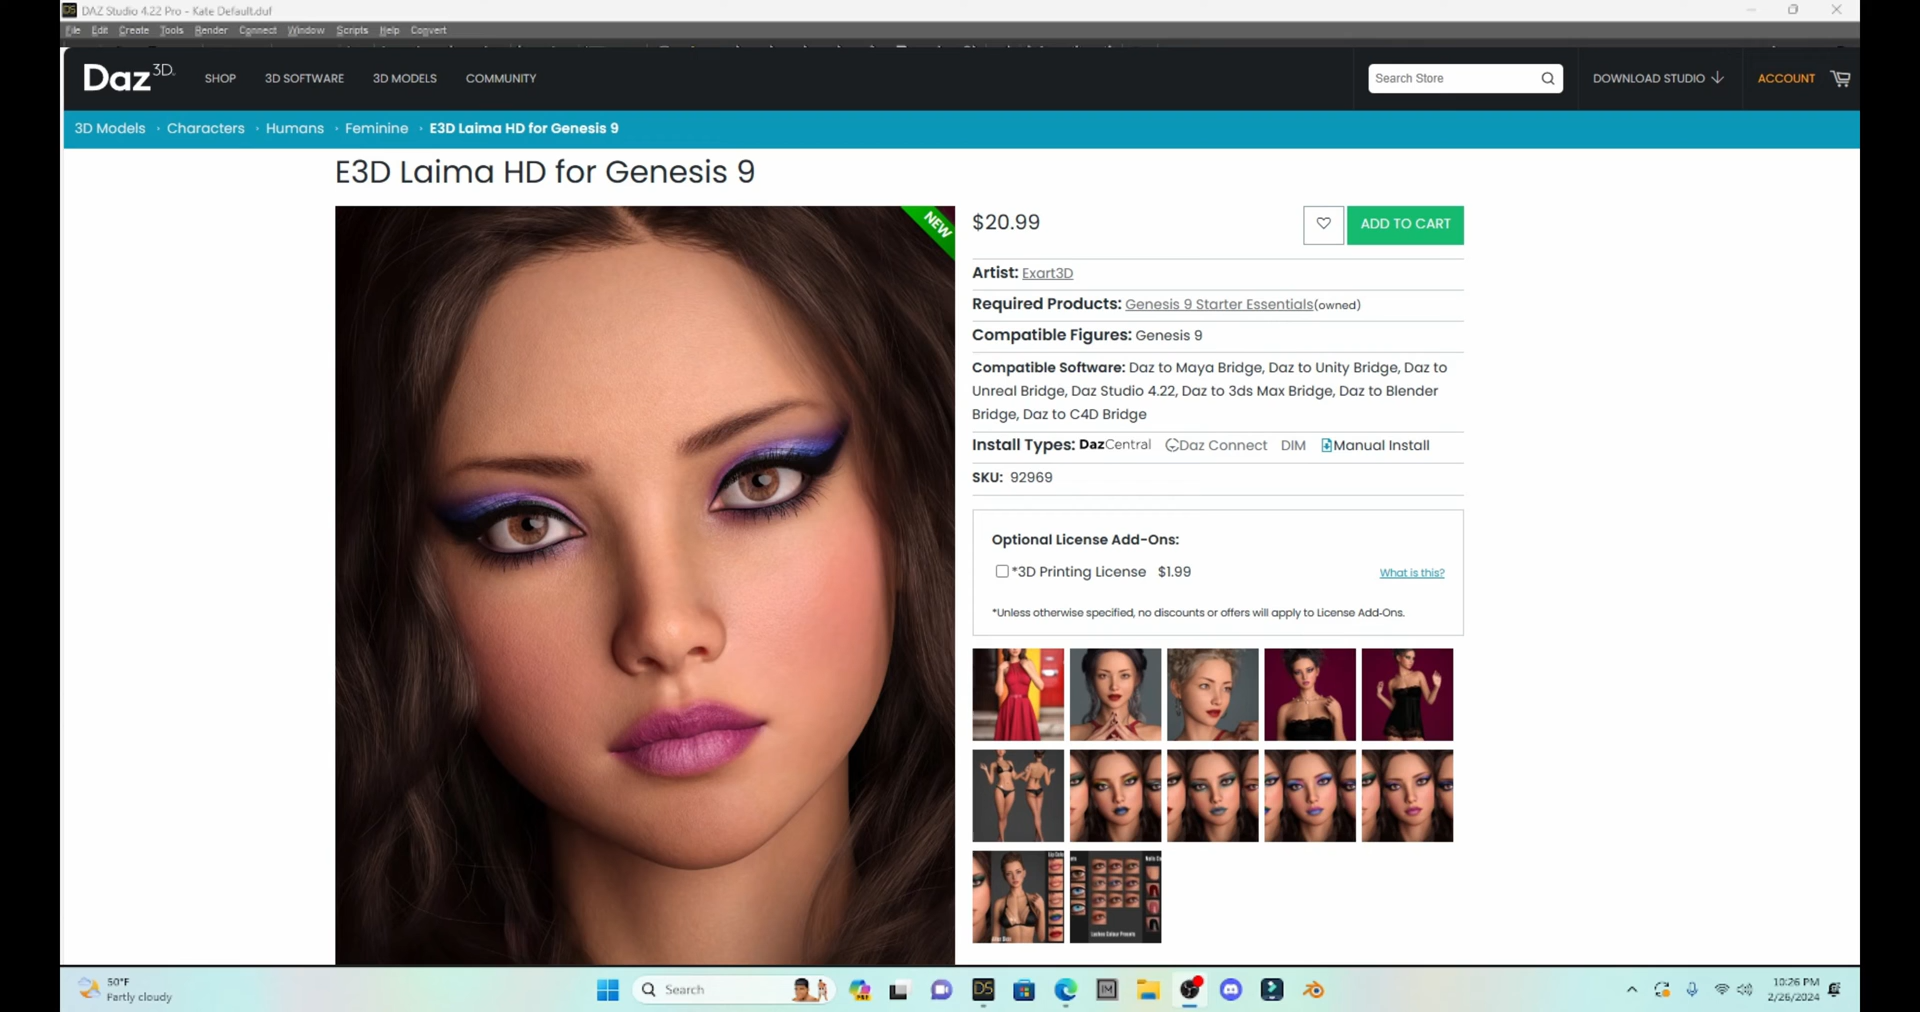 DAZ Studio 4.22 Pro - Kate Default.duf
File Edit Create Tools Render Connect Window Scripts Help Convert
Daz 3D SHOP 3D SOFTWARE 3D MODELS COMMUNITY Search Store DOWNLOAD STUDIO ACCOUNT
3D Models › Characters › Humans › Feminine › E3D Laima HD for Genesis 9
E3D Laima HD for Genesis 9
NEW
$20.99 ADD TO CART
Artist: Exart3D
Required Products: Genesis 9 Starter Essentials(owned)
Compatible Figures: Genesis 9
Compatible Software: Daz to Maya Bridge, Daz to Unity Bridge, Daz to
Unreal Bridge, Daz Studio 4.22, Daz to 3ds Max Bridge, Daz to Blender
Bridge, Daz to C4D Bridge
Install Types: DazCentral Daz Connect DIM Manual Install
SKU: 92969
Optional License Add-Ons:
*3D Printing License $1.99 What is this?
*Unless otherwise specified, no discounts or offers will apply to License Add-Ons.
Lashes Colour Presets
50°F
Partly cloudy
Search
PRE
DS
IM
10:26 PM
2/26/2024